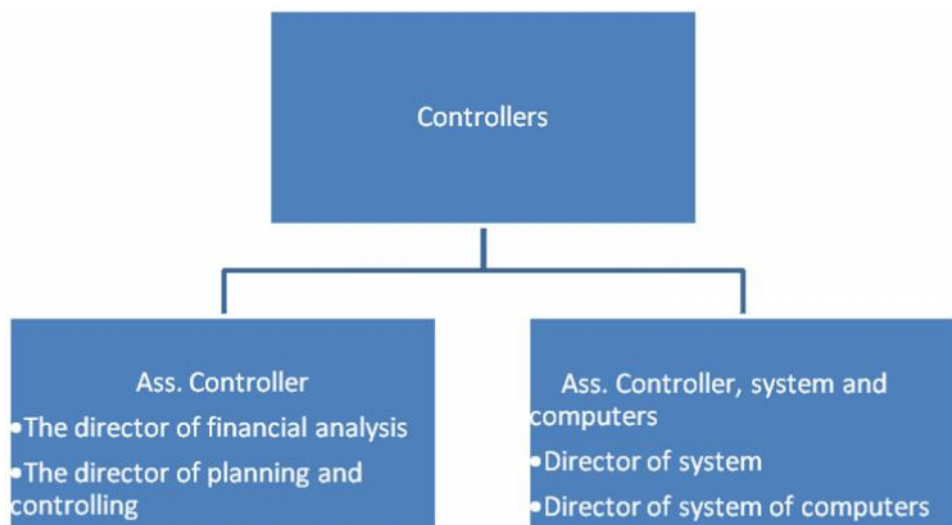 Controllers
Ass. Controller
•The director of financial analysis
•The director of planning and
controlling
Ass. Controller, system and
computers
•Director of system
•Director of system of computers